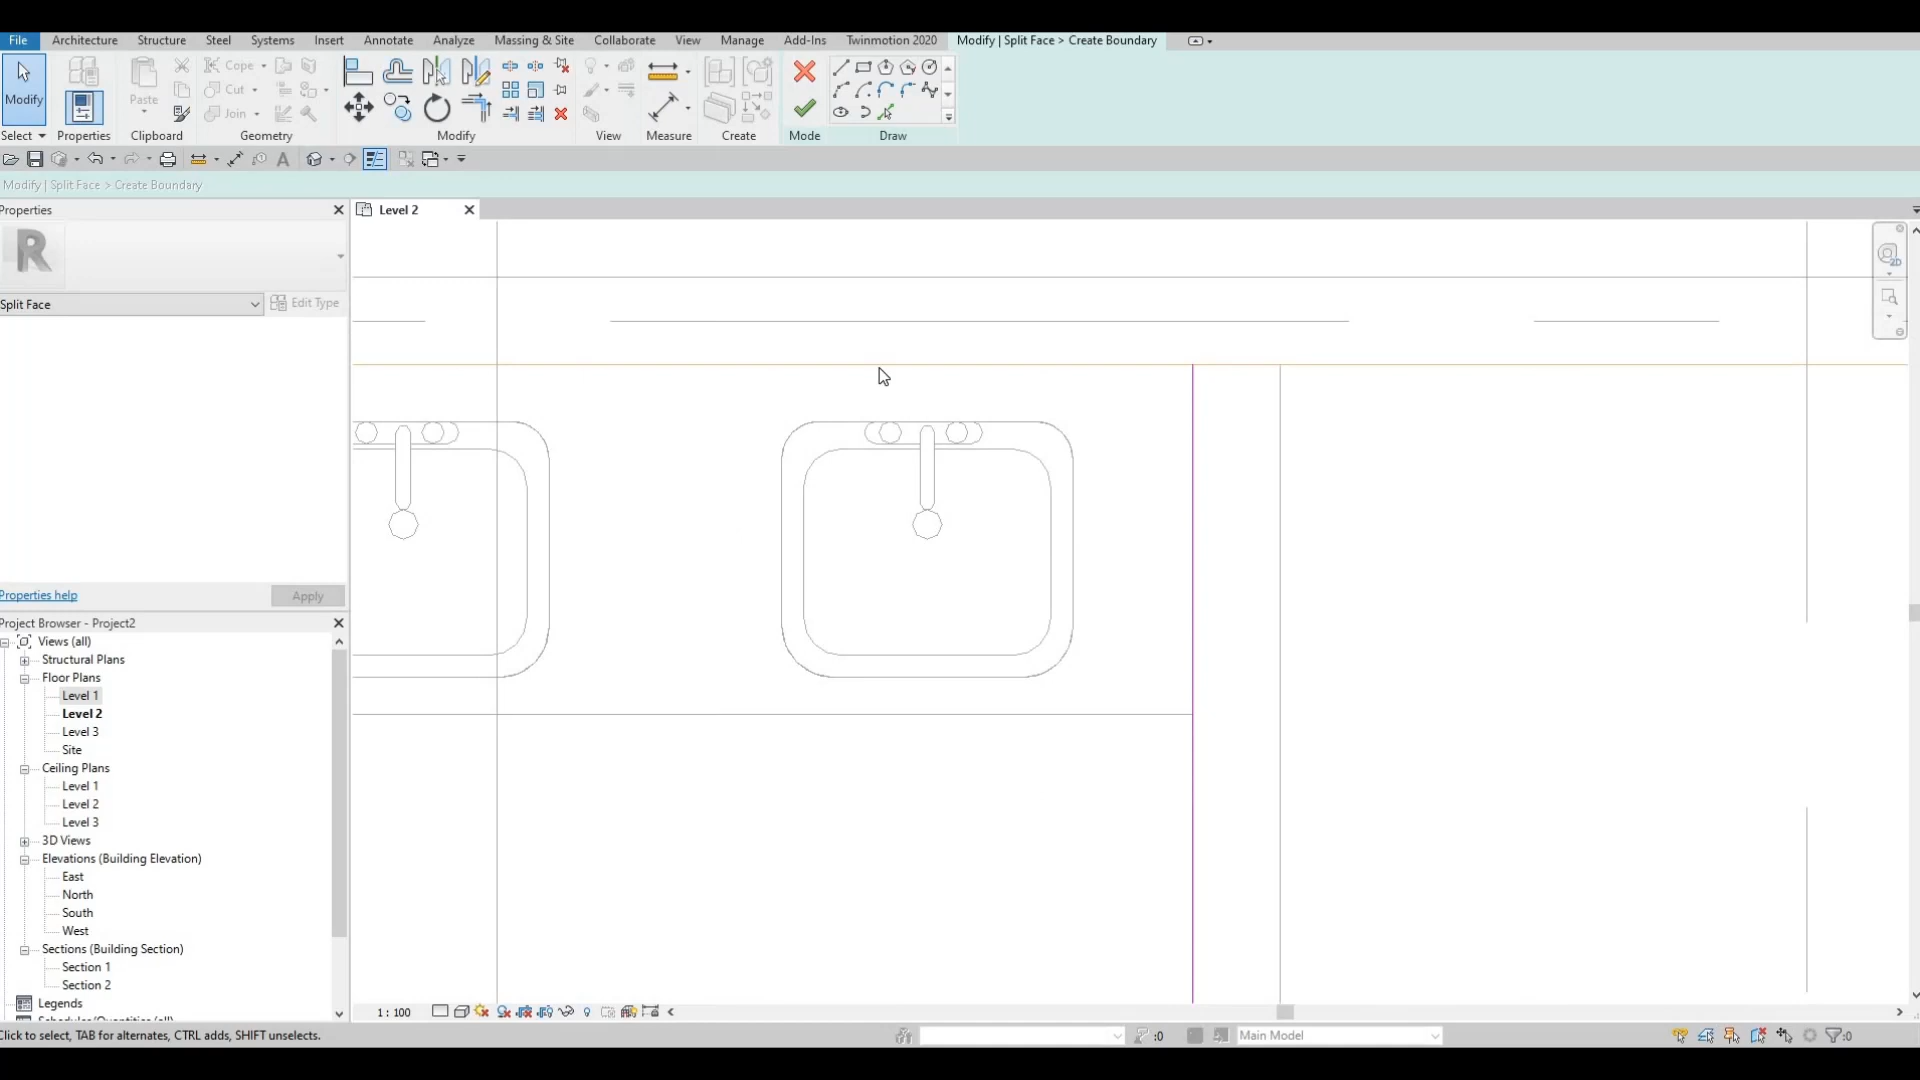 File Architecture Structure Steel Systems Insert Annotate Analyze Massing & Site Collaborate View Manage Add-Ins Twinmotion 2020 Modify | Split Face > Create Boundary
Cope
Modify
Paste
Cut
Join
Select Properties Clipboard Geometry Modify View Measure Create Mode Draw
Modify | Split Face > Create Boundary
Properties
Level 2
R
2D
Split Face
Edit Type
Properties help
Apply
Project Browser - Project2
Views (all)
Structural Plans
Floor Plans
Level 1
Level 2
Level 3
Site
Ceiling Plans
Level 1
Level 2
Level 3
3D Views
Elevations (Building Elevation)
East
North
South
West
Sections (Building Section)
Section 1
Section 2
Legends
Schedules/Quantities (all)
1 : 100
Click to select, TAB for alternates, CTRL adds, SHIFT unselects.
:0
Main Model
:0